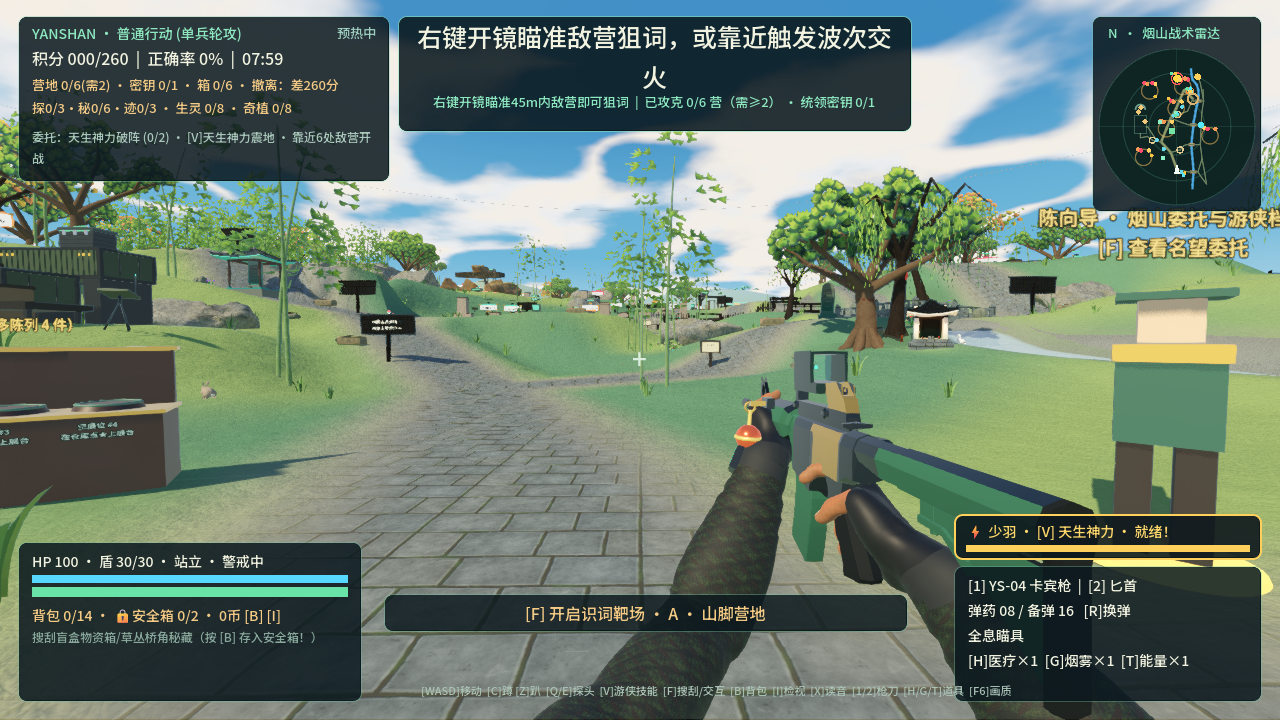 YANSHAN · 普通行动 (单兵轮攻) 预热中
积分 000/260 | 正确率 0% | 07:59
营地 0/6(需2) · 密钥 0/1 · 箱 0/6 · 撤离: 差260分
探0/3·秘0/6·迹0/3 · 生灵 0/8 · 奇植 0/8
委托: 天生神力破阵 (0/2) · [V]天生神力震地 · 靠近6处敌营开
战
右键开镜瞄准敌营狙词，或靠近触发波次交
火
右键开镜瞄准45m内敌营即可狙词 | 已攻克 0/6 营（需≥2） · 统领密钥 0/1
N · 烟山战术雷达
陈向导 · 烟山委托与游侠
[F] 查看名望委托
陈列 4 件)
HP 100 · 盾 30/30 · 站立 · 警戒中
背包 0/14 · 安全箱 0/2 · 0币 [B] [I]
搜刮盲盒物资箱/草丛桥角秘藏（按 [B] 存入安全箱！）
[F] 开启识词靶场 · A · 山脚营地
少羽 · [V] 天生神力 · 就绪!
[1] YS-04 卡宾枪 | [2] 匕首
弹药 08 / 备弹 16 [R]换弹
全息瞄具
[H]医疗×1 [G]烟雾×1 [T]能量×1
[WASD]移动 [C]蹲 [Z]趴 [Q/E]探头 [V]游侠技能 [F]搜刮/交互 [B]背包 [I]检视 [X]读音 [1/2]枪刀 [H/G/T]道具 [F6]画质